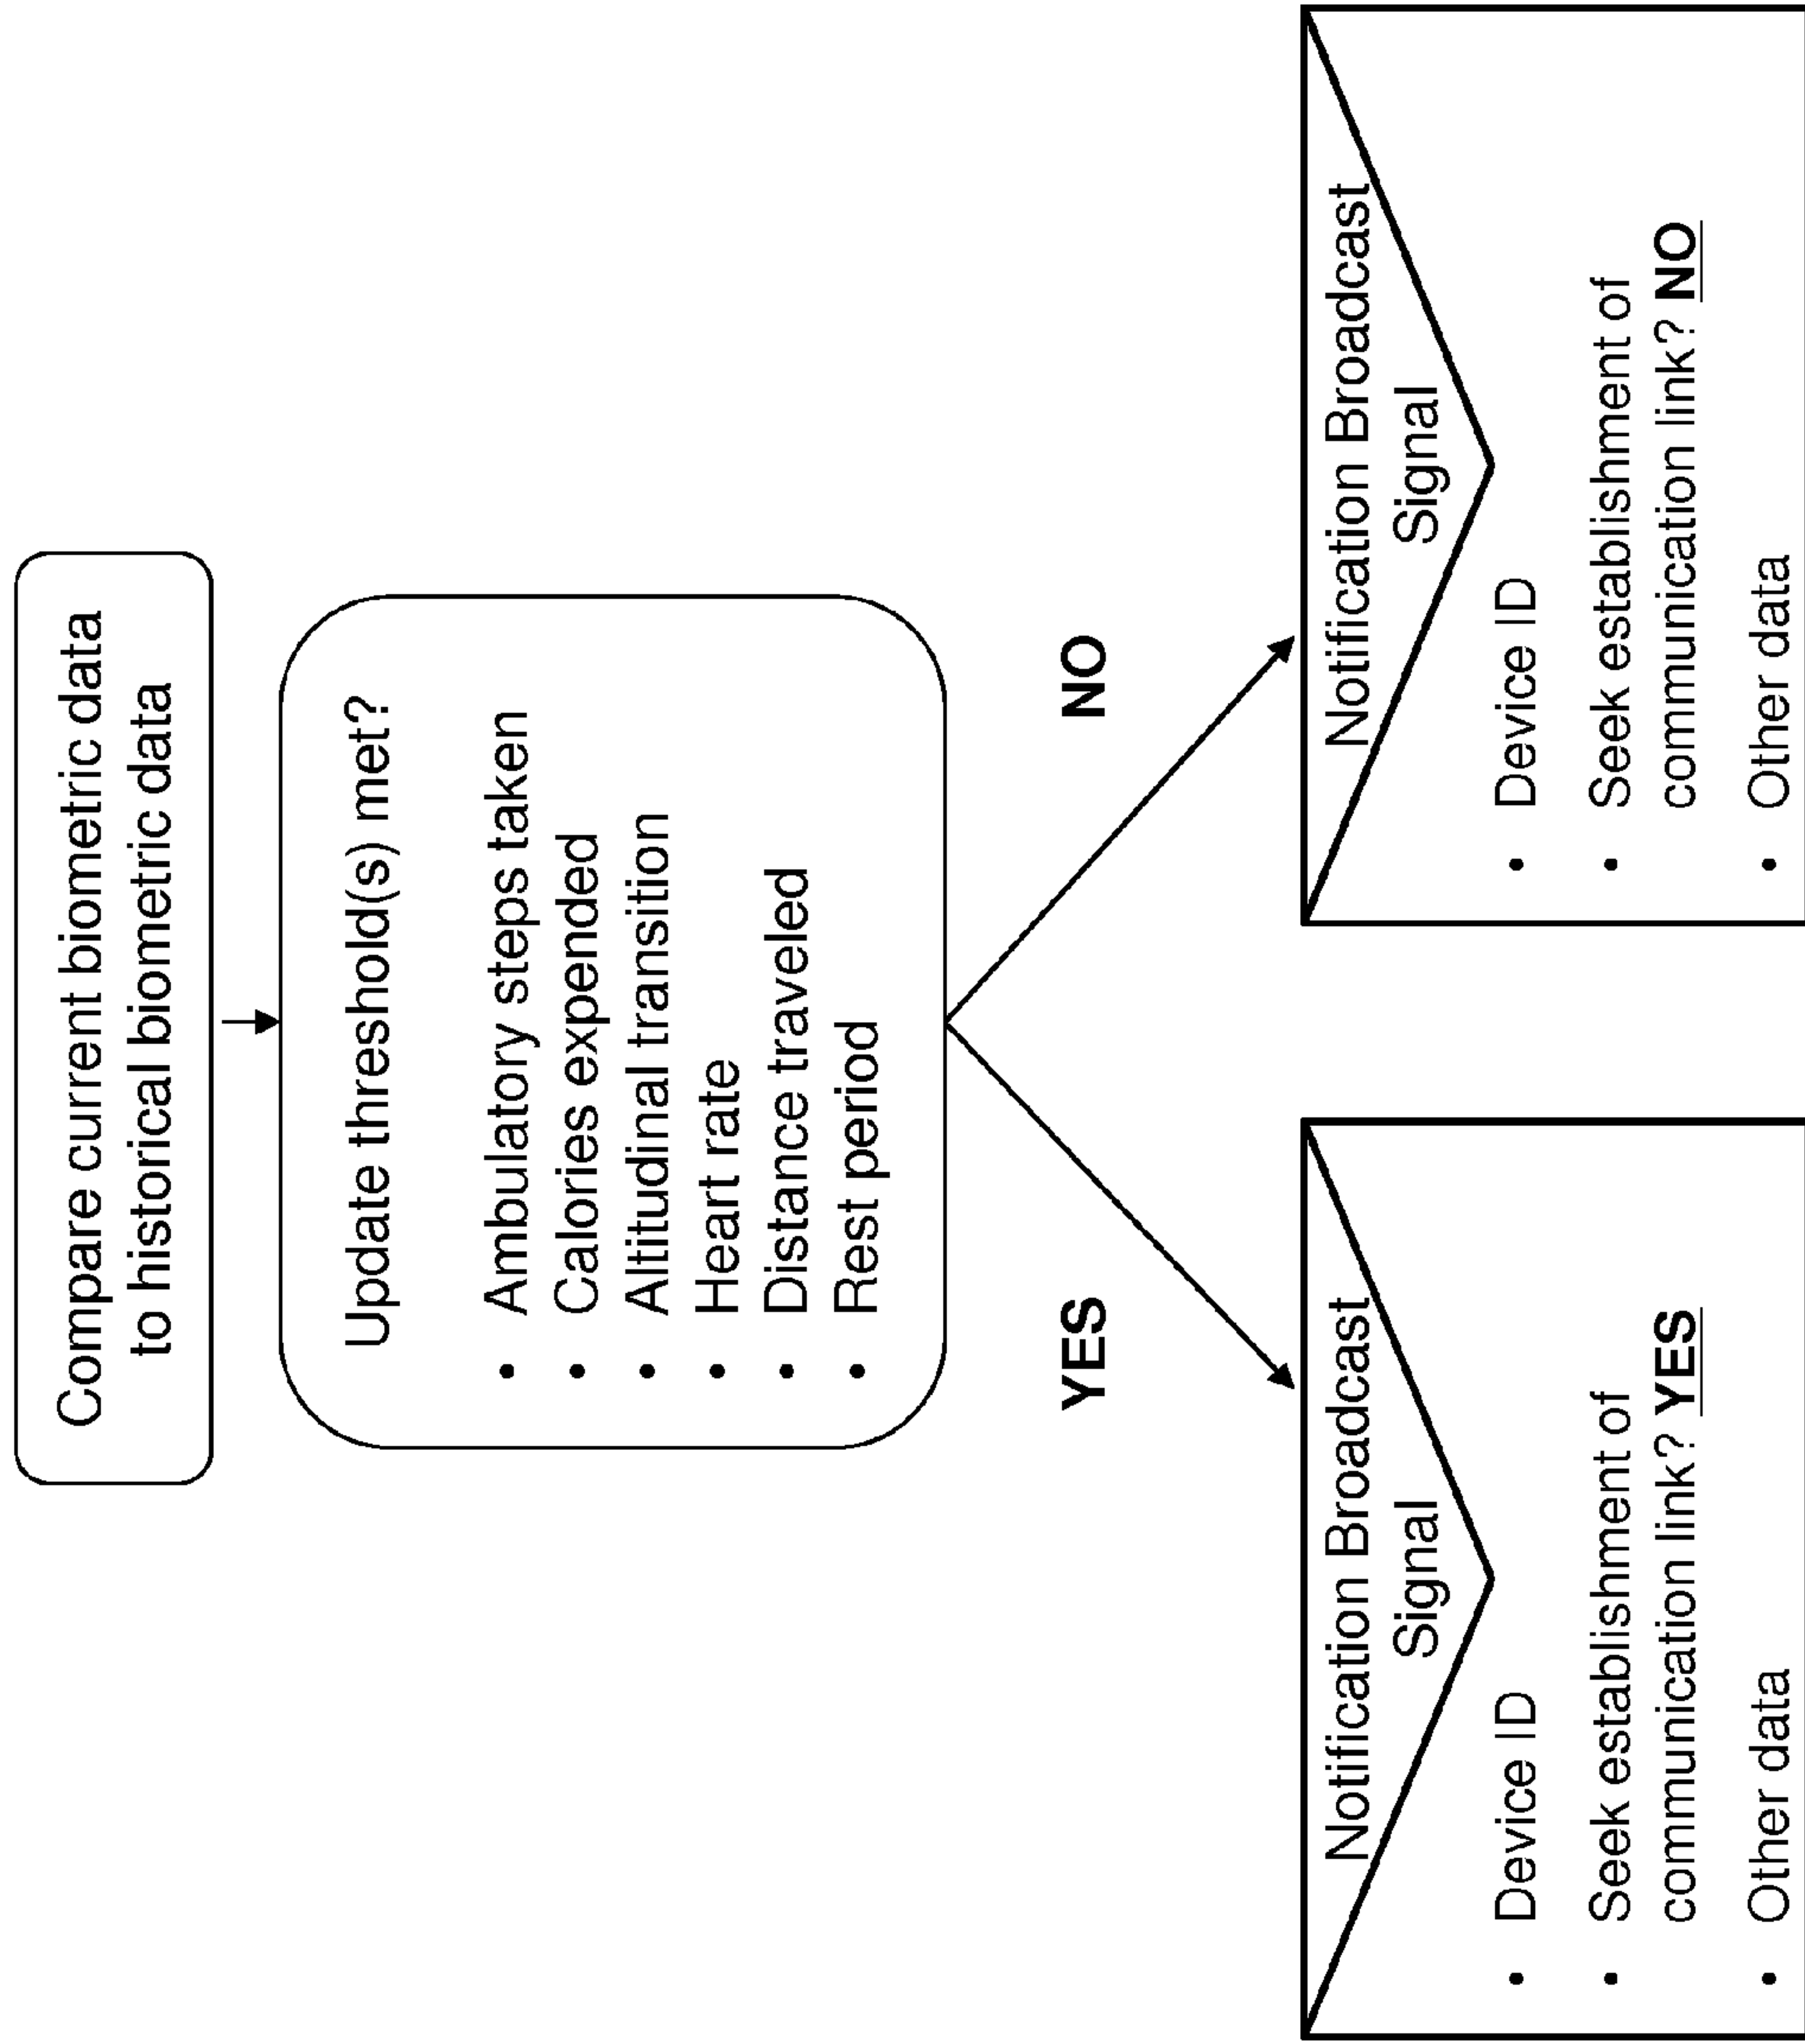 Compare current biometric data
to historical biometric data
Update threshold(s) met?
• Ambulatory steps taken
• Calories expended
• Altitudinal transition
• Heart rate
• Distance traveled
• Rest period
YES
NO
Notification Broadcast
Signal
• Device ID
• Seek establishment of
communication link? YES
• Other data
Notification Broadcast
Signal
• Device ID
• Seek establishment of
communication link? NO
• Other data